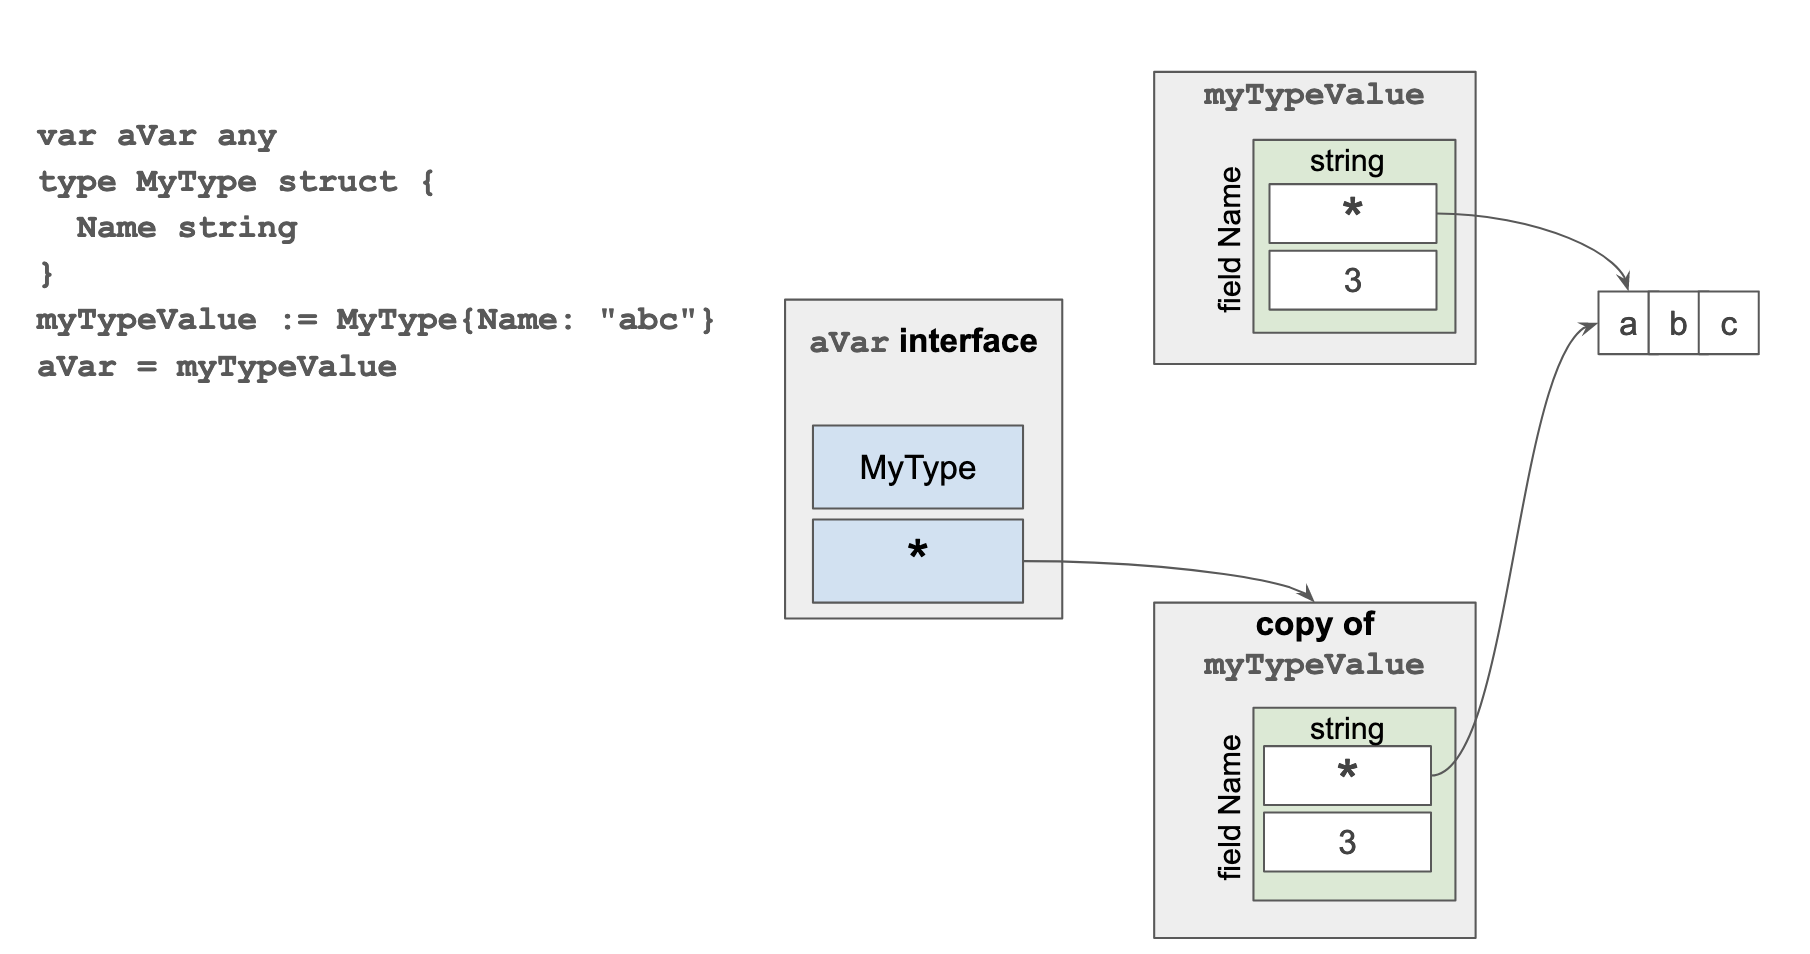 var aVar any
type MyType struct {
  Name string
}
myTypeValue := MyType{Name: "abc"}
aVar = myTypeValue
aVar interface
MyType
*
myTypeValue
field Name
string
*
3
a b c
copy of
myTypeValue
field Name
string
*
3